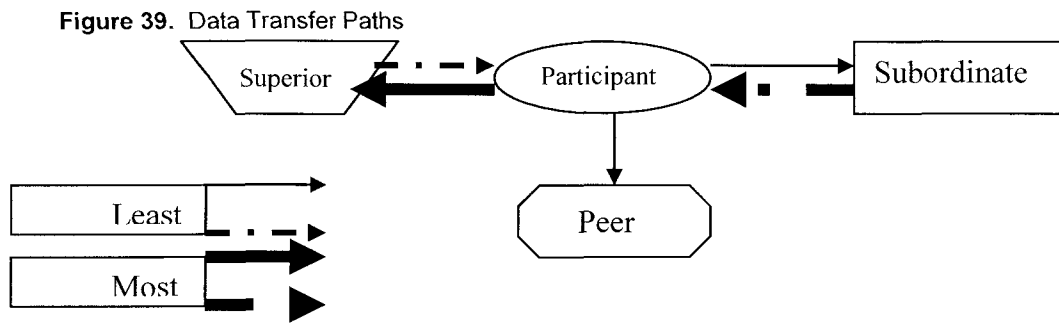 Figure 39. Data Transfer Paths
Superior
Participant
Subordinate
Peer
Least
Most